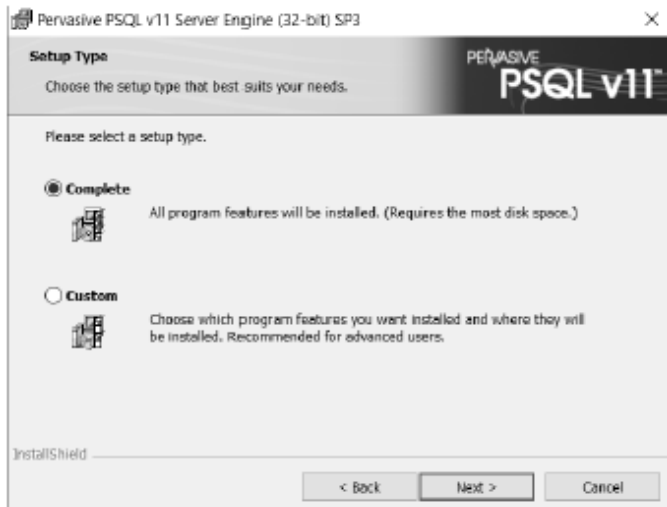 Pervasive PSQL v11 Server Engine (32-bit) SP3
Setup Type
Choose the setup type that best suits your needs.
PERVASIVE
PSQL v11
Please select a setup type.
Complete
All program features will be installed. (Requires the most disk space.)
Custom
Choose which program features you want installed and where they will
be installed. Recommended for advanced users.
InstallShield
< Back
Next >
Cancel